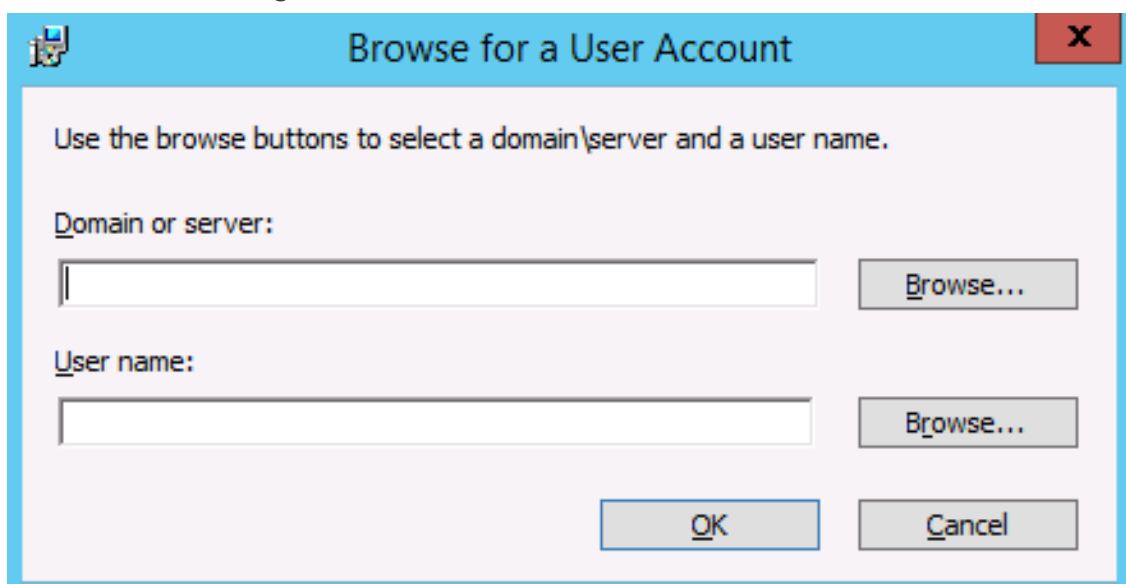 Browse for a User Account
x
Use the browse buttons to select a domain\server and a user name.
Domain or server:
Browse...
User name:
Browse...
OK
Cancel